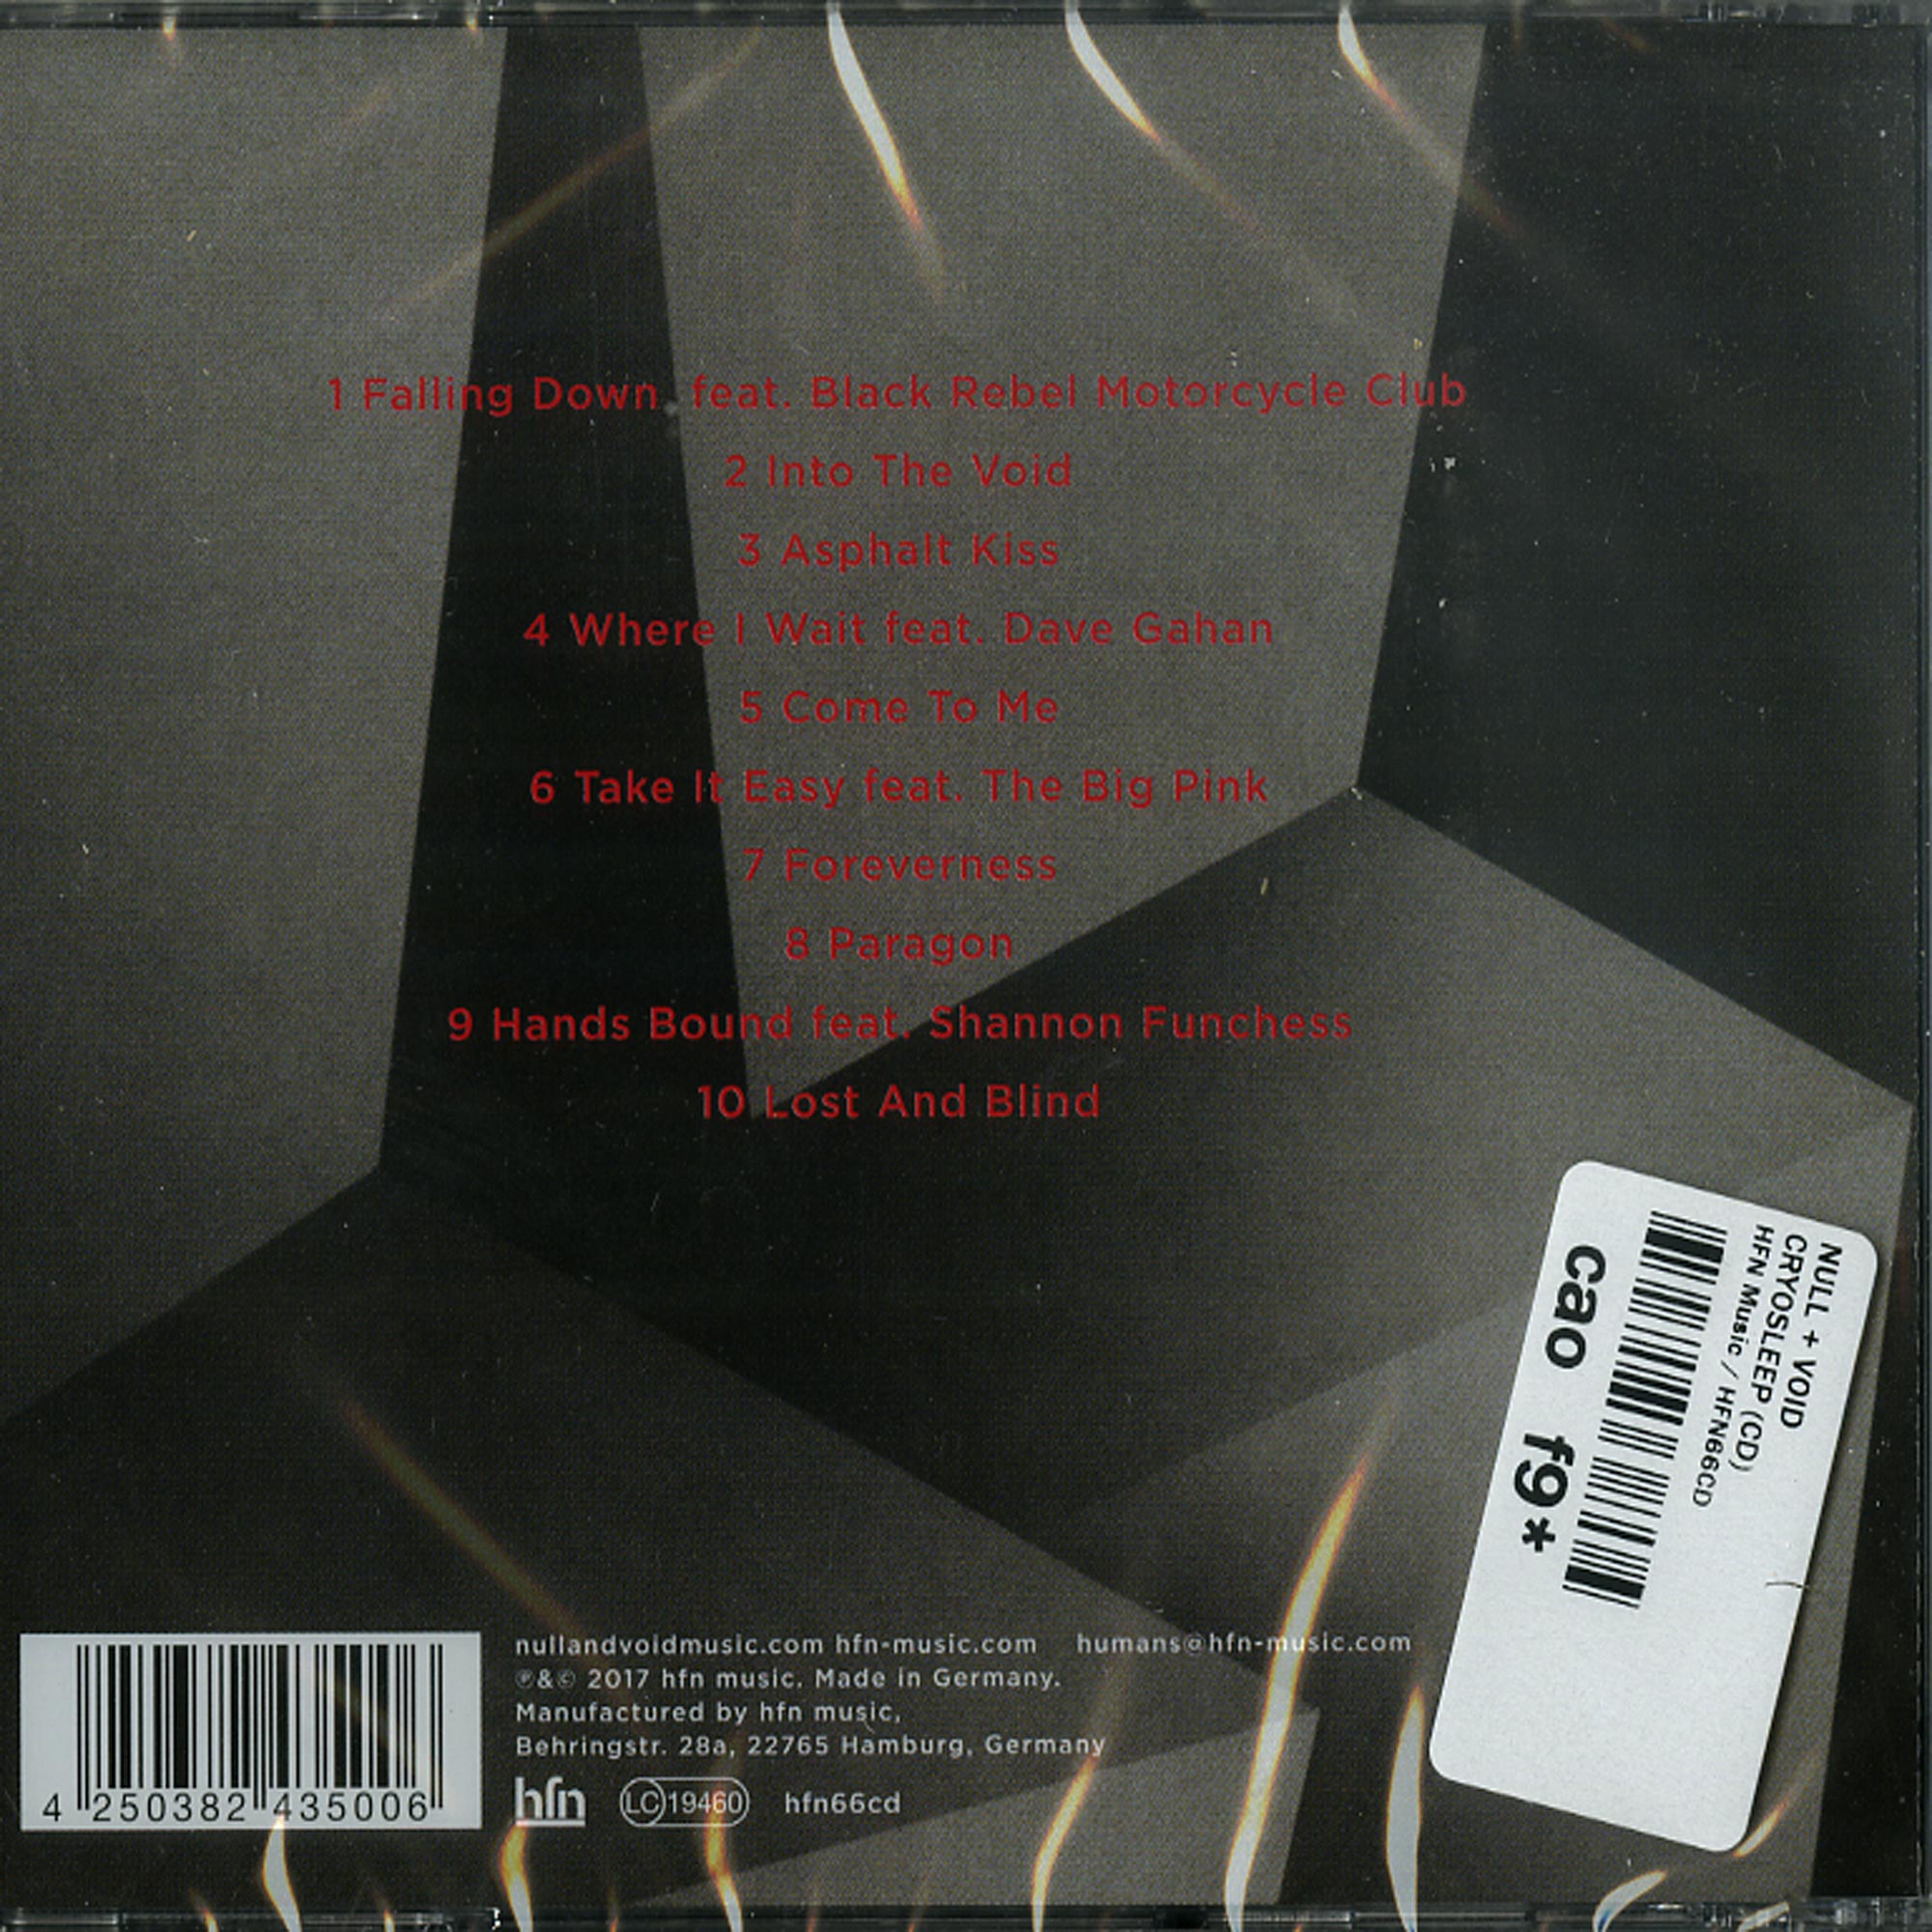 1 Falling Down feat. Black Rebel Motorcycle Club
2 Into The Void
3 Asphalt Kiss
4 Where I Wait feat. Dave Gahan
5 Come To Me
6 Take It Easy feat. The Big Pink
7 Foreverness
8 Paragon
9 Hands Bound feat. Shannon Funchess
10 Lost And Blind
NULL + VOID
CRYOSLEEP (CD)
HFN Music / HFN66CD
cao f9*
nullandvoidmusic.com hfn-music.com humans@hfn-music.com
℗&© 2017 hfn music. Made in Germany.
Manufactured by hfn music,
Behringstr. 28a, 22765 Hamburg, Germany
hfn LC 19460 hfn66cd
4 250382 435006